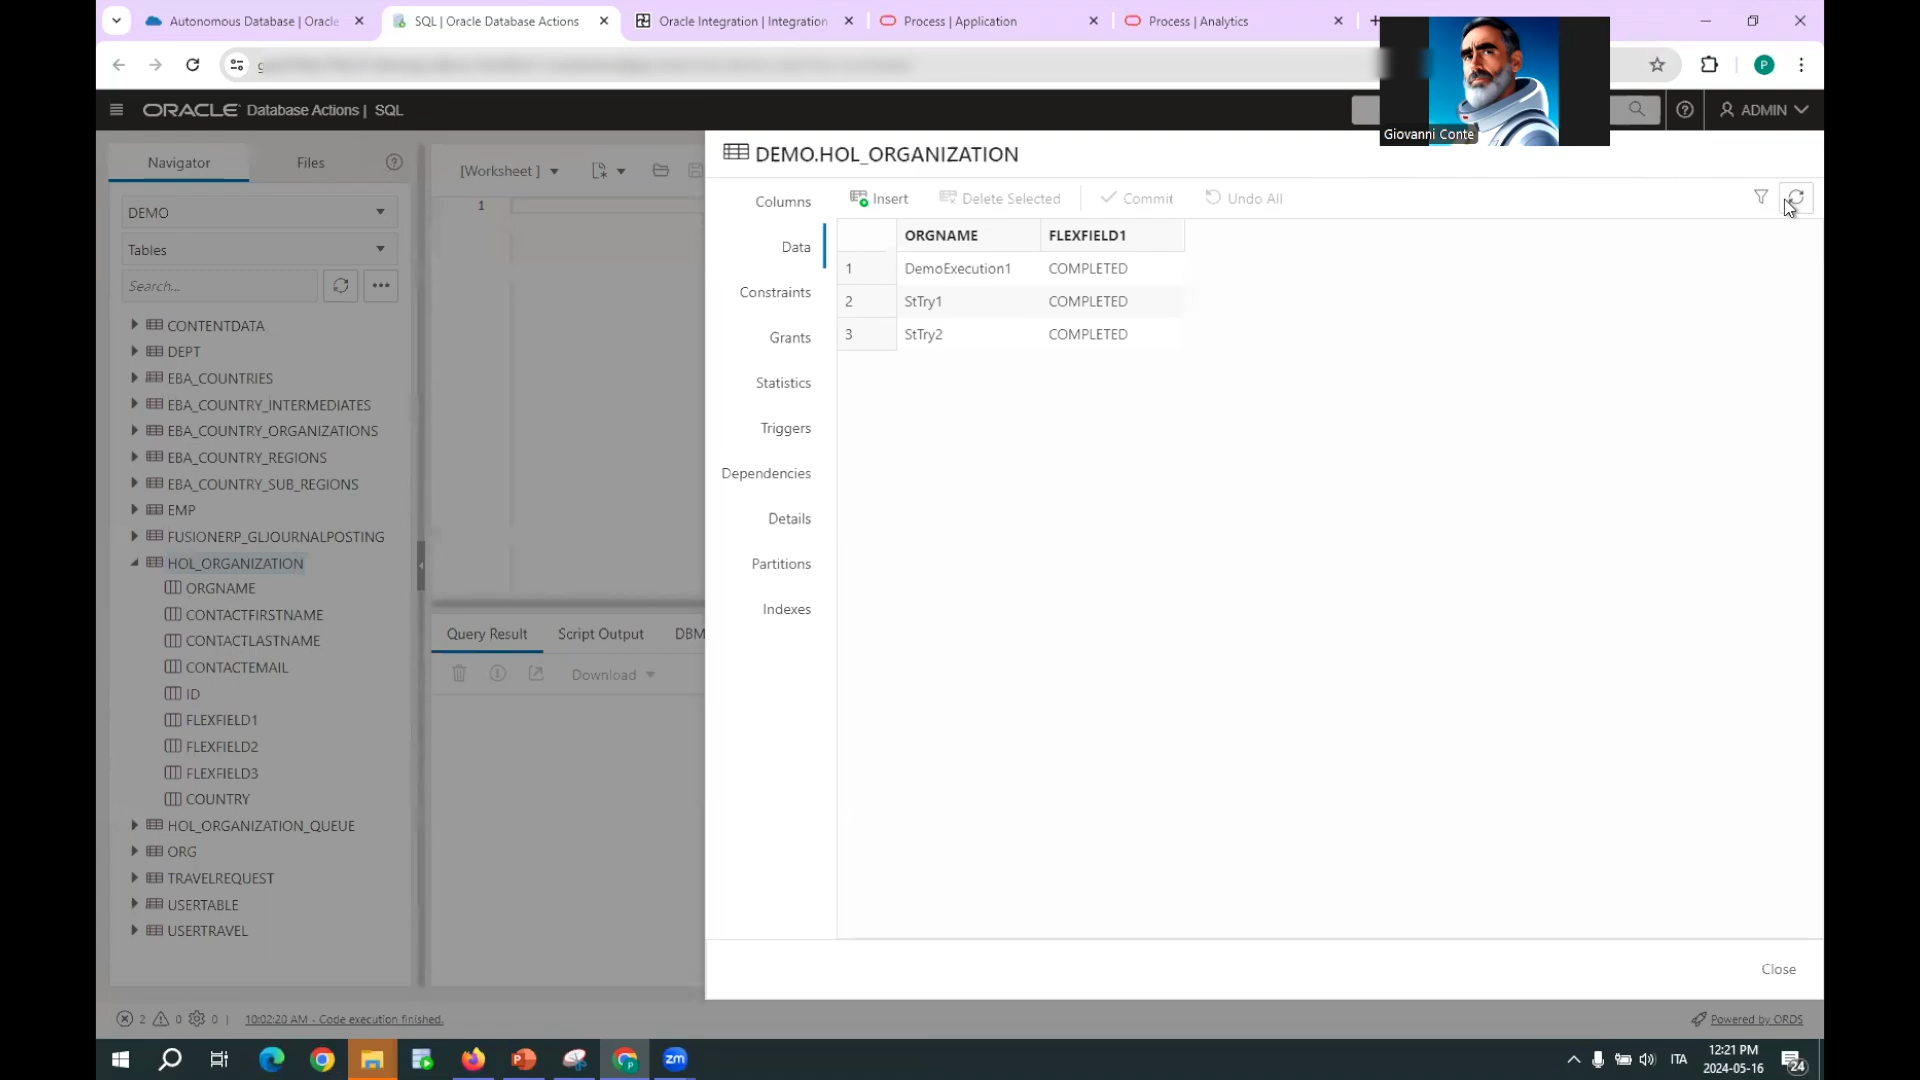 Autonomous Database | Oracle
SQL | Oracle Database Actions
Oracle Integration | Integration
Process | Application
Process | Analytics
P
ORACLE Database Actions | SQL
ADMIN
Giovanni Conte
Navigator
Files
[Worksheet ]
DEMO.HOL_ORGANIZATION
DEMO
Tables
Search...
1
Columns
Data
Constraints
Grants
Statistics
Triggers
Dependencies
Details
Partitions
Indexes
Insert
Delete Selected
Commit
Undo All
ORGNAME FLEXFIELD1
1 DemoExecution1 COMPLETED
2 StTry1 COMPLETED
3 StTry2 COMPLETED
CONTENTDATA
DEPT
EBA_COUNTRIES
EBA_COUNTRY_INTERMEDIATES
EBA_COUNTRY_ORGANIZATIONS
EBA_COUNTRY_REGIONS
EBA_COUNTRY_SUB_REGIONS
EMP
FUSIONERP_GLJOURNALPOSTING
HOL_ORGANIZATION
ORGNAME
CONTACTFIRSTNAME
CONTACTLASTNAME
CONTACTEMAIL
ID
FLEXFIELD1
FLEXFIELD2
FLEXFIELD3
COUNTRY
HOL_ORGANIZATION_QUEUE
ORG
TRAVELREQUEST
USERTABLE
USERTRAVEL
Query Result
Script Output
DBM
Download
Close
2 0 0 | 10:02:20 AM - Code execution finished.
Powered by ORDS
zm
ITA
12:21 PM
2024-05-16
24